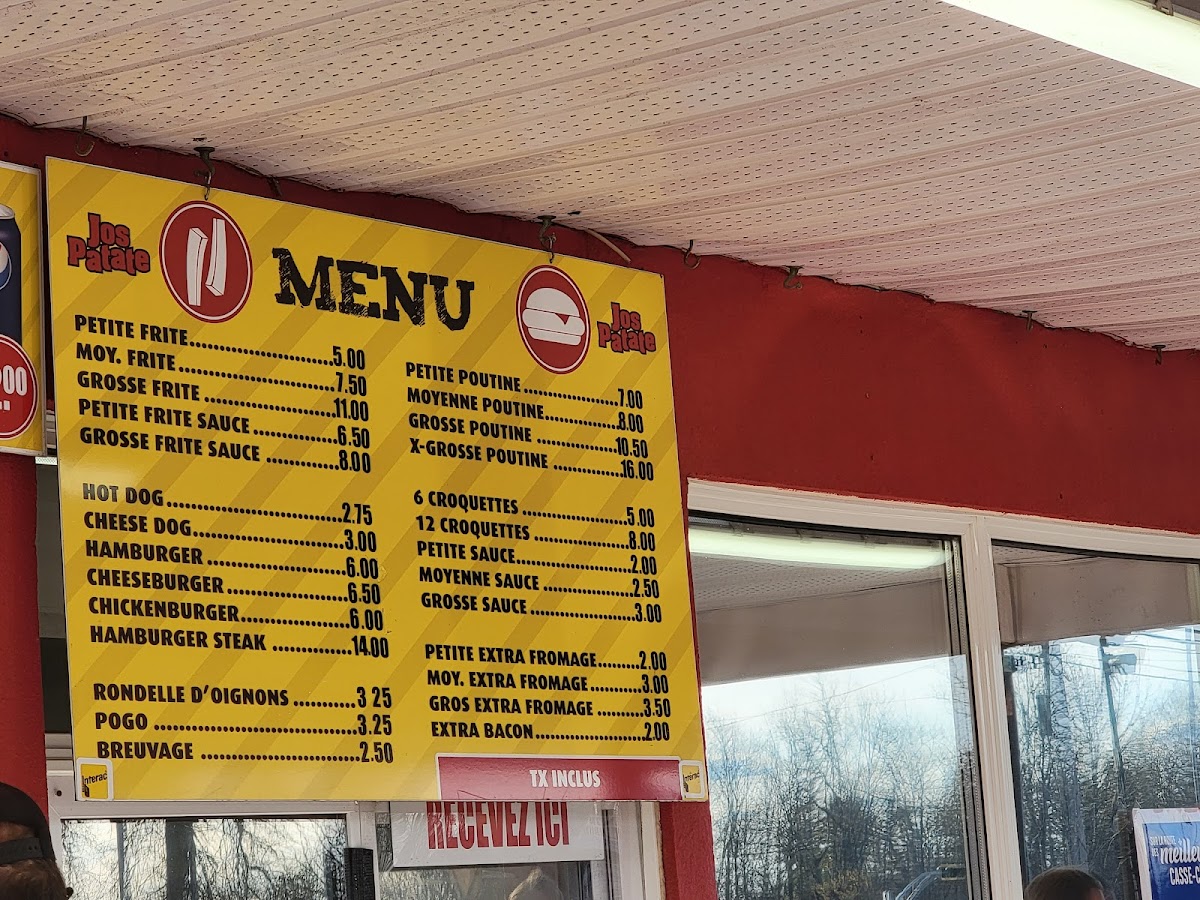 Jos
Patate
MENU
Jos
Patate
PETITE FRITE....................5.00
MOY. FRITE......................7.50
GROSSE FRITE....................11.00
PETITE FRITE SAUCE............6.50
GROSSE FRITE SAUCE...........8.00
HOT DOG.........................2.75
CHEESE DOG......................3.00
HAMBURGER.....................6.00
CHEESEBURGER..................6.50
CHICKENBURGER................6.00
HAMBURGER STEAK.............14.00
RONDELLE D'OIGNONS..........3 25
POGO............................3.25
BREUVAGE.......................2.50
PETITE POUTINE................7.00
MOYENNE POUTINE.............8.00
GROSSE POUTINE..............10.50
X-GROSSE POUTINE............16.00
6 CROQUETTES.................5.00
12 CROQUETTES................8.00
PETITE SAUCE..................2.00
MOYENNE SAUCE...............2.50
GROSSE SAUCE.................3.00
PETITE EXTRA FROMAGE........2.00
MOY. EXTRA FROMAGE..........3.00
GROS EXTRA FROMAGE.........3.50
EXTRA BACON..................2.00
TX INCLUS
Interac
RECEVEZ ICI
SUR LA ROUTE
DES